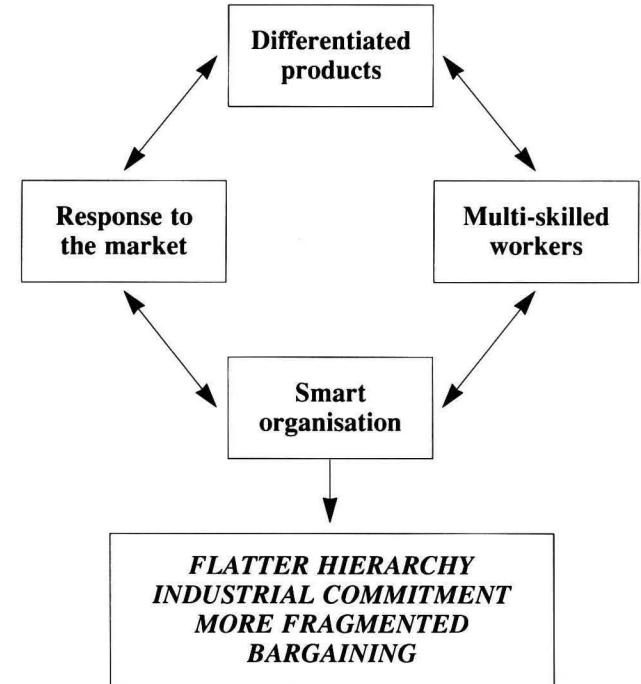 Differentiated
products
Response to
the market
Multi-skilled
workers
Smart
organisation
FLATTER HIERARCHY
INDUSTRIAL COMMITMENT
MORE FRAGMENTED
BARGAINING